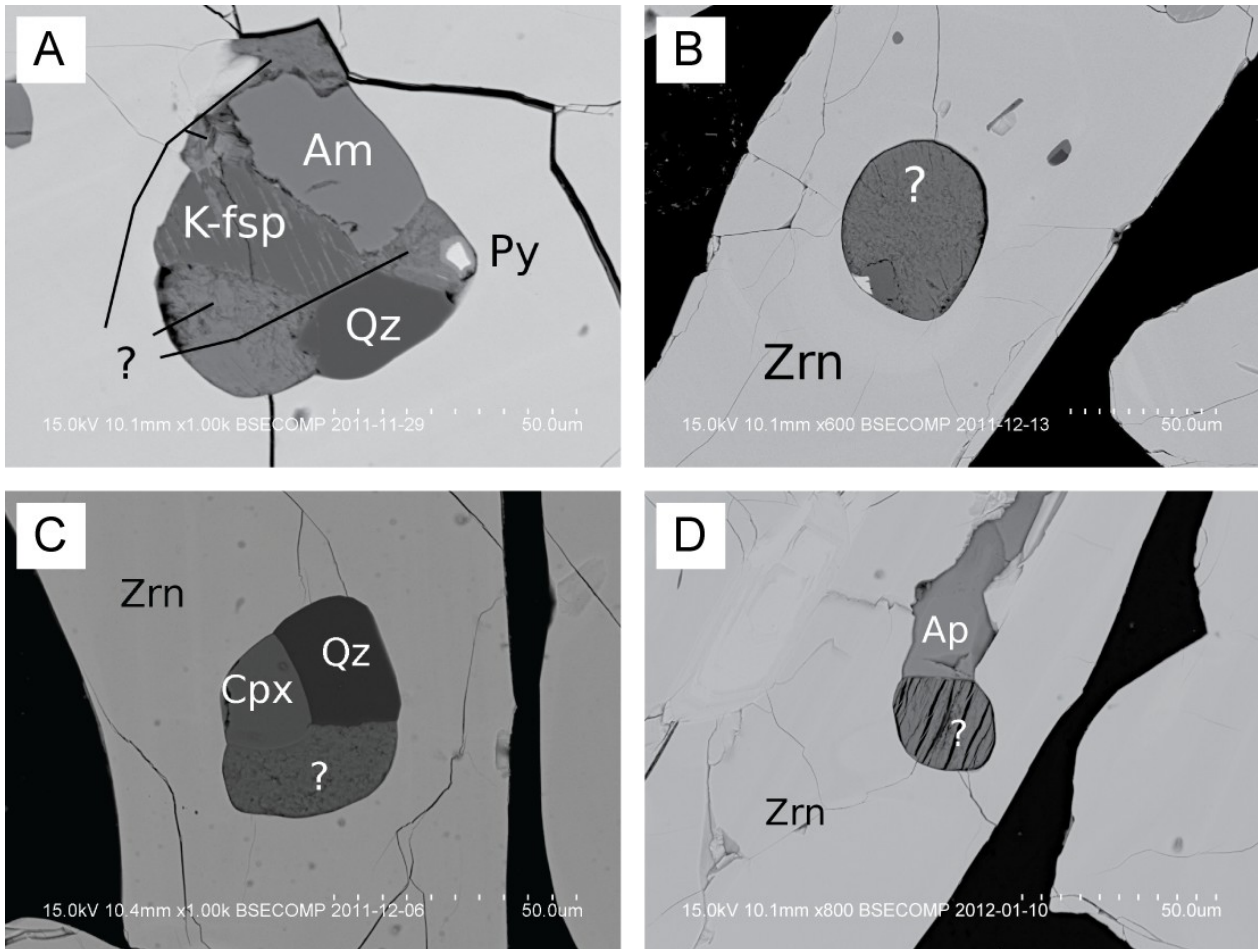 A
Am
K-fsp
Py
Qz
?
15.0kV 10.1mm x1.00k BSECOMP 2011-11-29 50.0um
B
?
Zrn
15.0kV 10.1mm x600 BSECOMP 2011-12-13 50.0um
C
Zrn
Qz
Cpx
?
15.0kV 10.4mm x1.00k BSECOMP 2011-12-06 50.0um
D
Ap
?
Zrn
15.0kV 10.1mm x800 BSECOMP 2012-01-10 50.0um